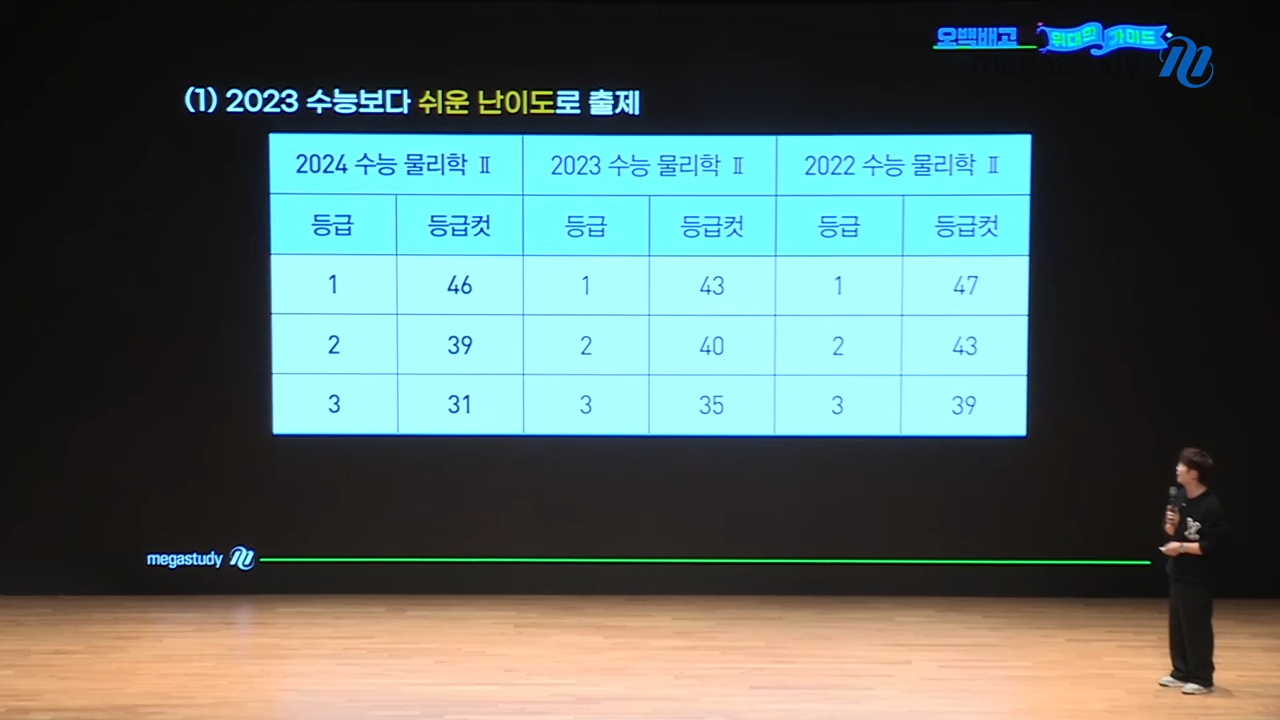 오백배고 위대한 가이드
(1) 2023 수능보다 쉬운 난이도로 출제
2024 수능 물리학 Ⅱ 2023 수능 물리학 Ⅱ 2022 수능 물리학 Ⅱ
등급 등급컷 등급 등급컷 등급 등급컷
1 46 1 43 1 47
2 39 2 40 2 43
3 31 3 35 3 39
megastudy